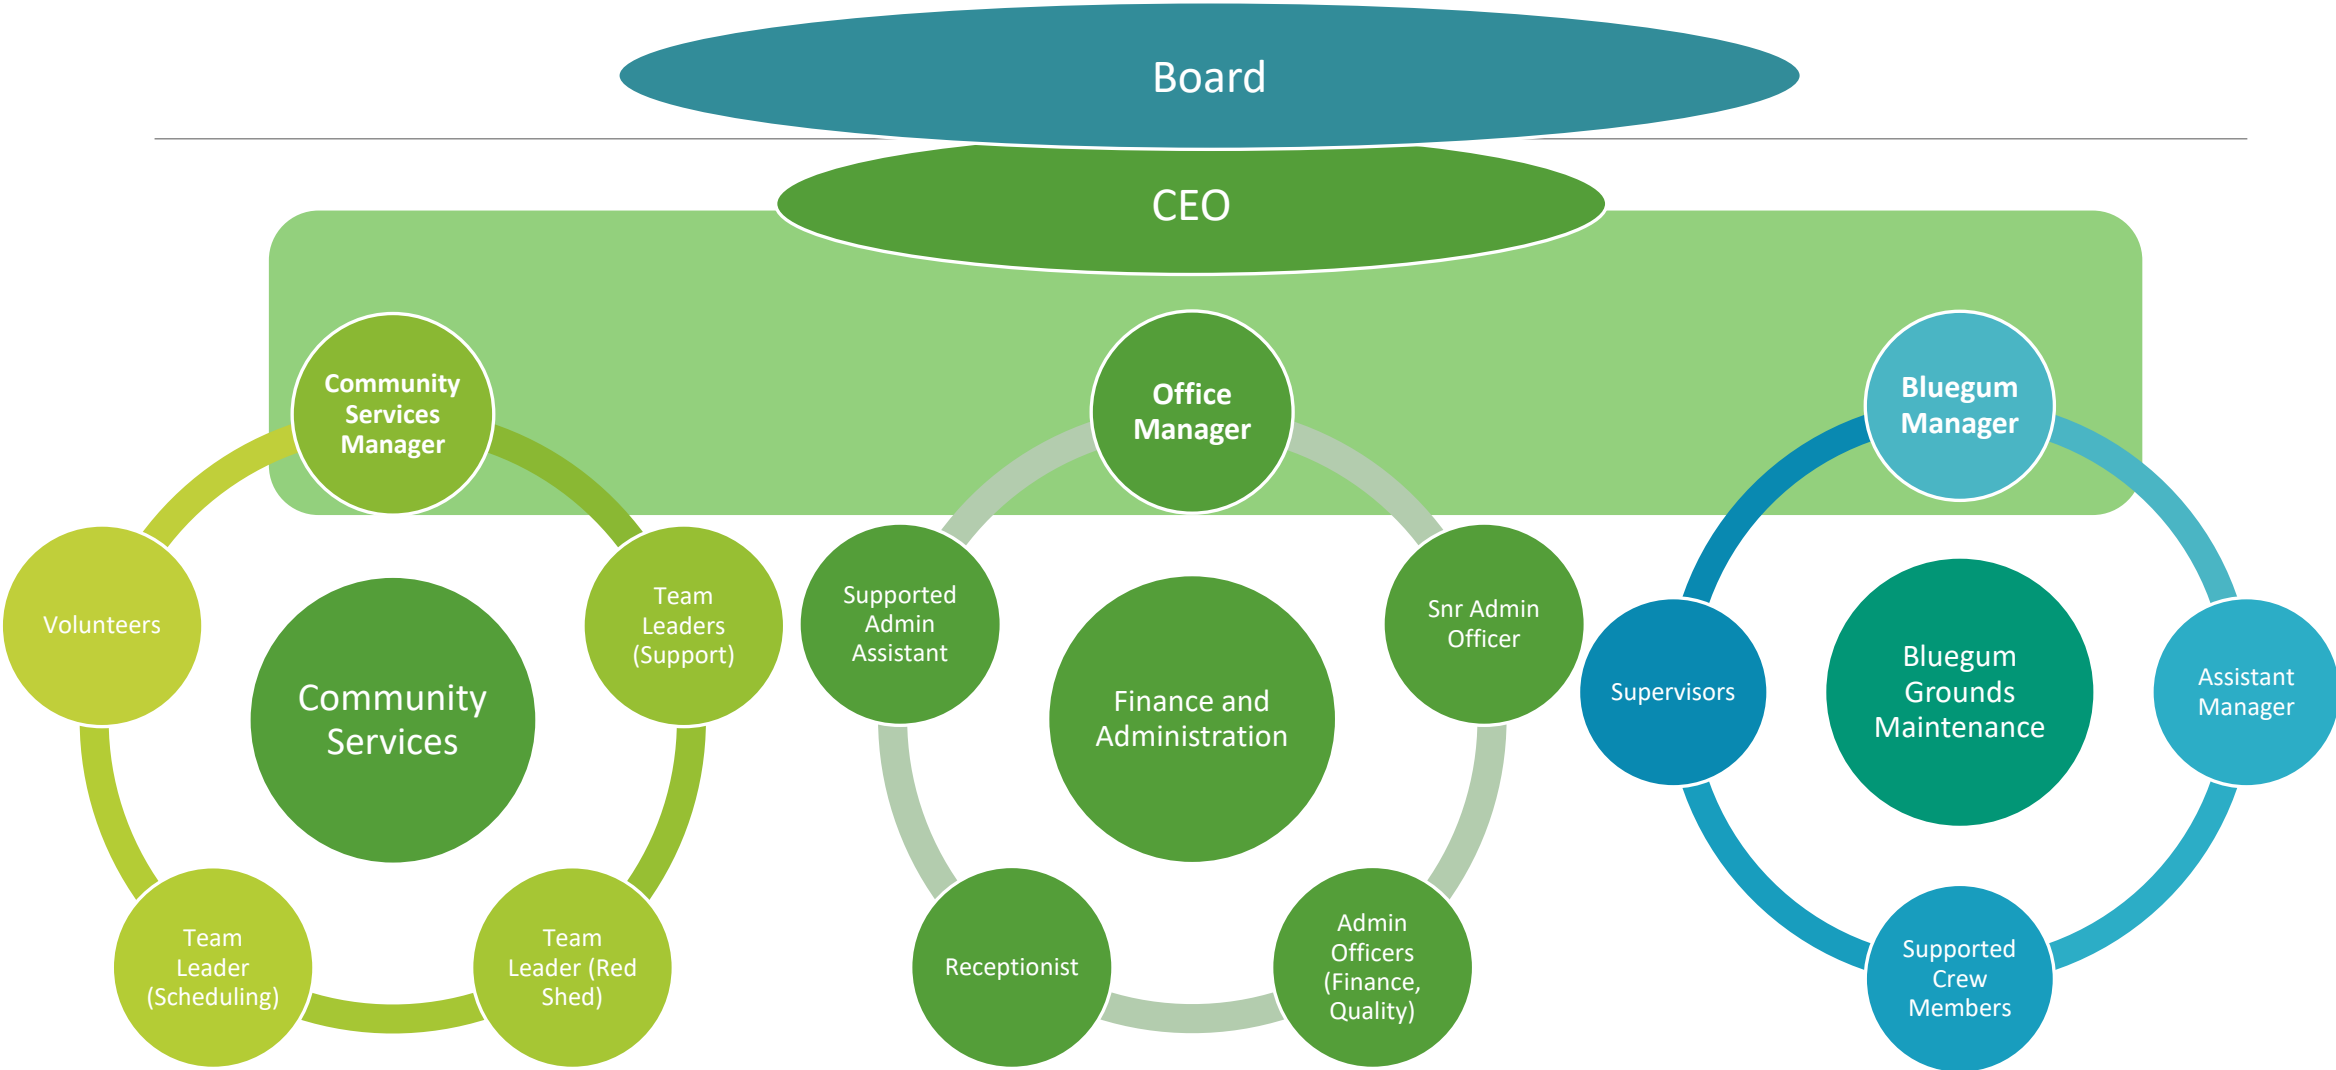 Board
CEO
Community
Services
Manager
Volunteers
Team
Leaders
(Support)
Community
Services
Team
Leader
(Scheduling)
Team
Leader (Red
Shed)
Office
Manager
Supported
Admin
Assistant
Snr Admin
Officer
Finance and
Administration
Receptionist
Admin
Officers
(Finance,
Quality)
Bluegum
Manager
Supervisors
Bluegum
Grounds
Maintenance
Assistant
Manager
Supported
Crew
Members